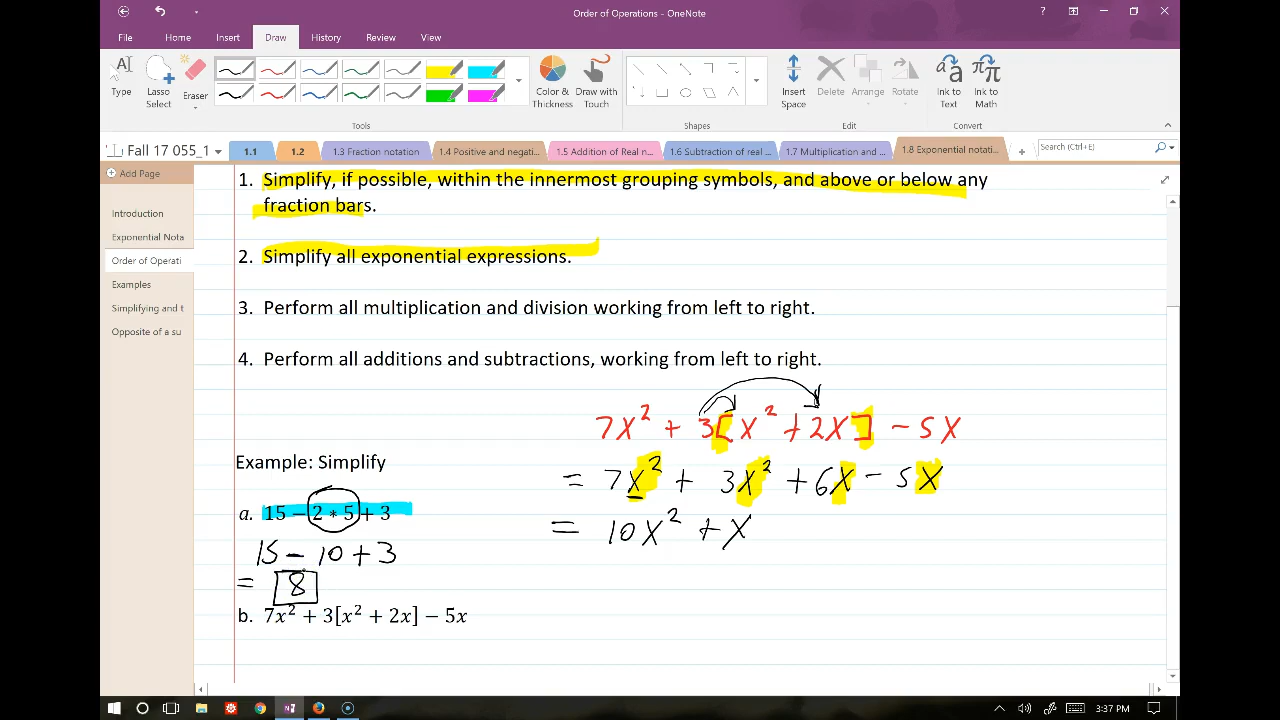 Order of Operations - OneNote
?
File Home Insert Draw History Review View
Type
Lasso Select
Eraser
Color & Thickness
Draw with Touch
Insert Space
Delete
Arrange
Rotate
Ink to Text
Ink to Math
Tools Shapes Edit Convert
Fall 17 055_1 1.1 1.2 1.3 Fraction notation 1.4 Positive and negati... 1.5 Addition of Real n... 1.6 Subtraction of real ... 1.7 Multiplication and ... 1.8 Exponential notati... Search (Ctrl+E)
Add Page
Introduction
Exponential Nota
Order of Operati
Examples
Simplifying and t
Opposite of a su
1. Simplify, if possible, within the innermost grouping symbols, and above or below any
fraction bars.
2. Simplify all exponential expressions.
3. Perform all multiplication and division working from left to right.
4. Perform all additions and subtractions, working from left to right.
7x² + 3[x² + 2x] - 5x
Example: Simplify
= 7x² + 3x² + 6x - 5x
a. 15 − 2 ∗ 5 + 3
= 10x² + x
15 - 10 + 3
= 8
b. 7x² + 3[x² + 2x] − 5x
3:37 PM